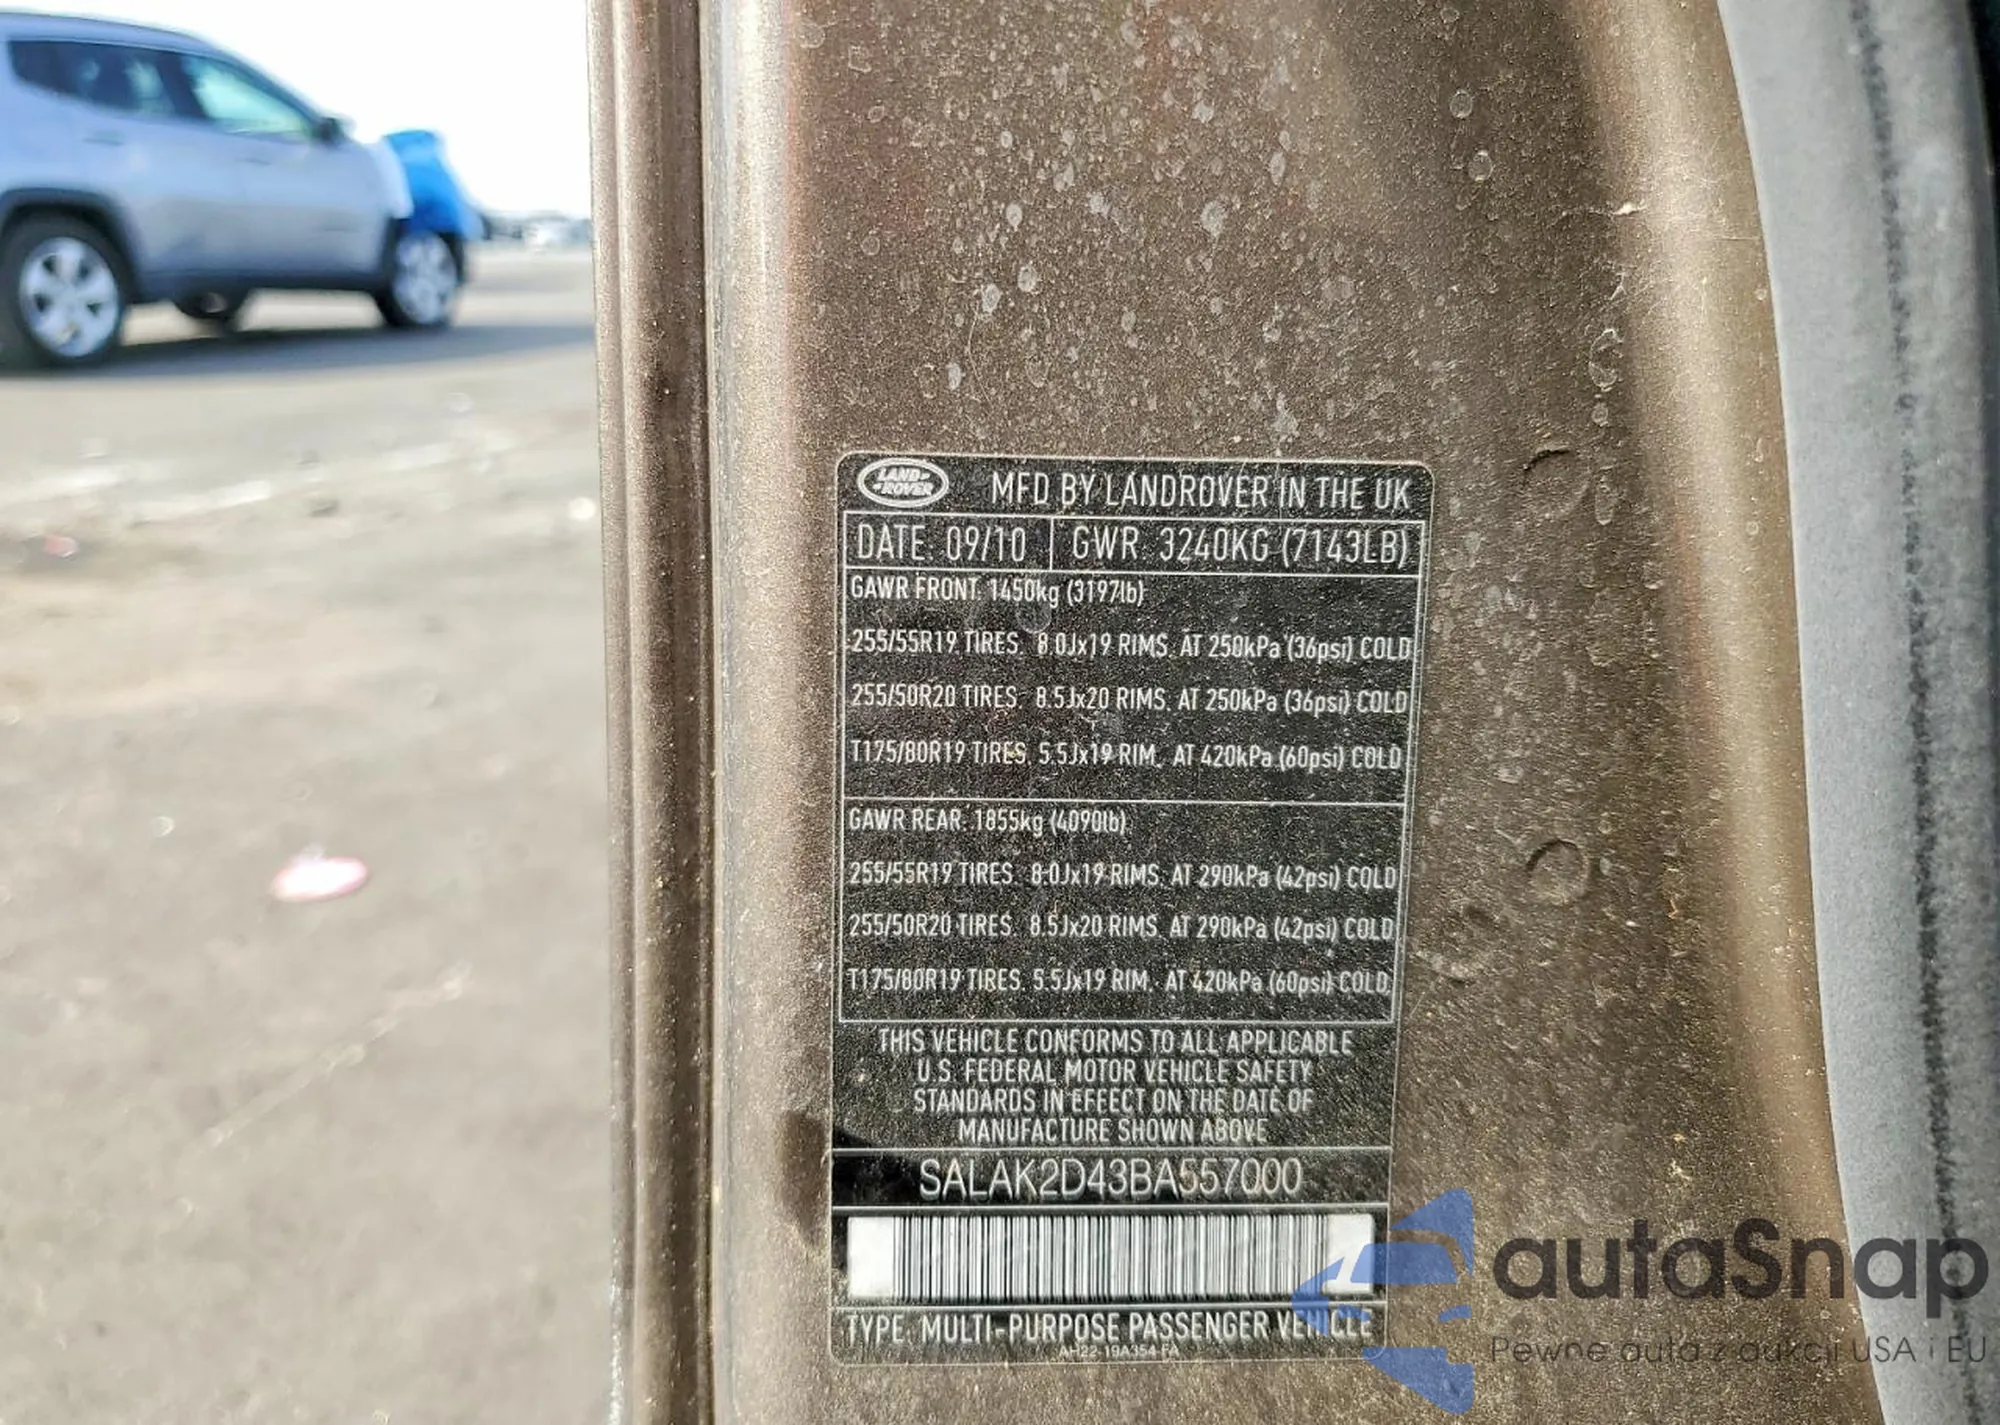 LAND ROVER
MFD BY LANDROVER IN THE UK
DATE: 09/10 GWR: 3240KG (7143LB)
GAWR FRONT: 1450kg (3197lb)
255/55R19 TIRES. 8.0Jx19 RIMS. AT 250kPa (36psi) COLD
255/50R20 TIRES. 8.5Jx20 RIMS. AT 250kPa (36psi) COLD
T175/80R19 TIRES. 5.5Jx19 RIM. AT 420kPa (60psi) COLD
GAWR REAR: 1855kg (4090lb)
255/55R19 TIRES. 8.0Jx19 RIMS. AT 290kPa (42psi) COLD
255/50R20 TIRES. 8.5Jx20 RIMS. AT 290kPa (42psi) COLD
T175/80R19 TIRES. 5.5Jx19 RIM. AT 420kPa (60psi) COLD
THIS VEHICLE CONFORMS TO ALL APPLICABLE
U.S. FEDERAL MOTOR VEHICLE SAFETY
STANDARDS IN EFFECT ON THE DATE OF
MANUFACTURE SHOWN ABOVE
SALAK2D43BA557000
TYPE: MULTI-PURPOSE PASSENGER VEHICLE
AH22-19A354-FA
autaSnap
Pewne auta z aukcji USA i EU